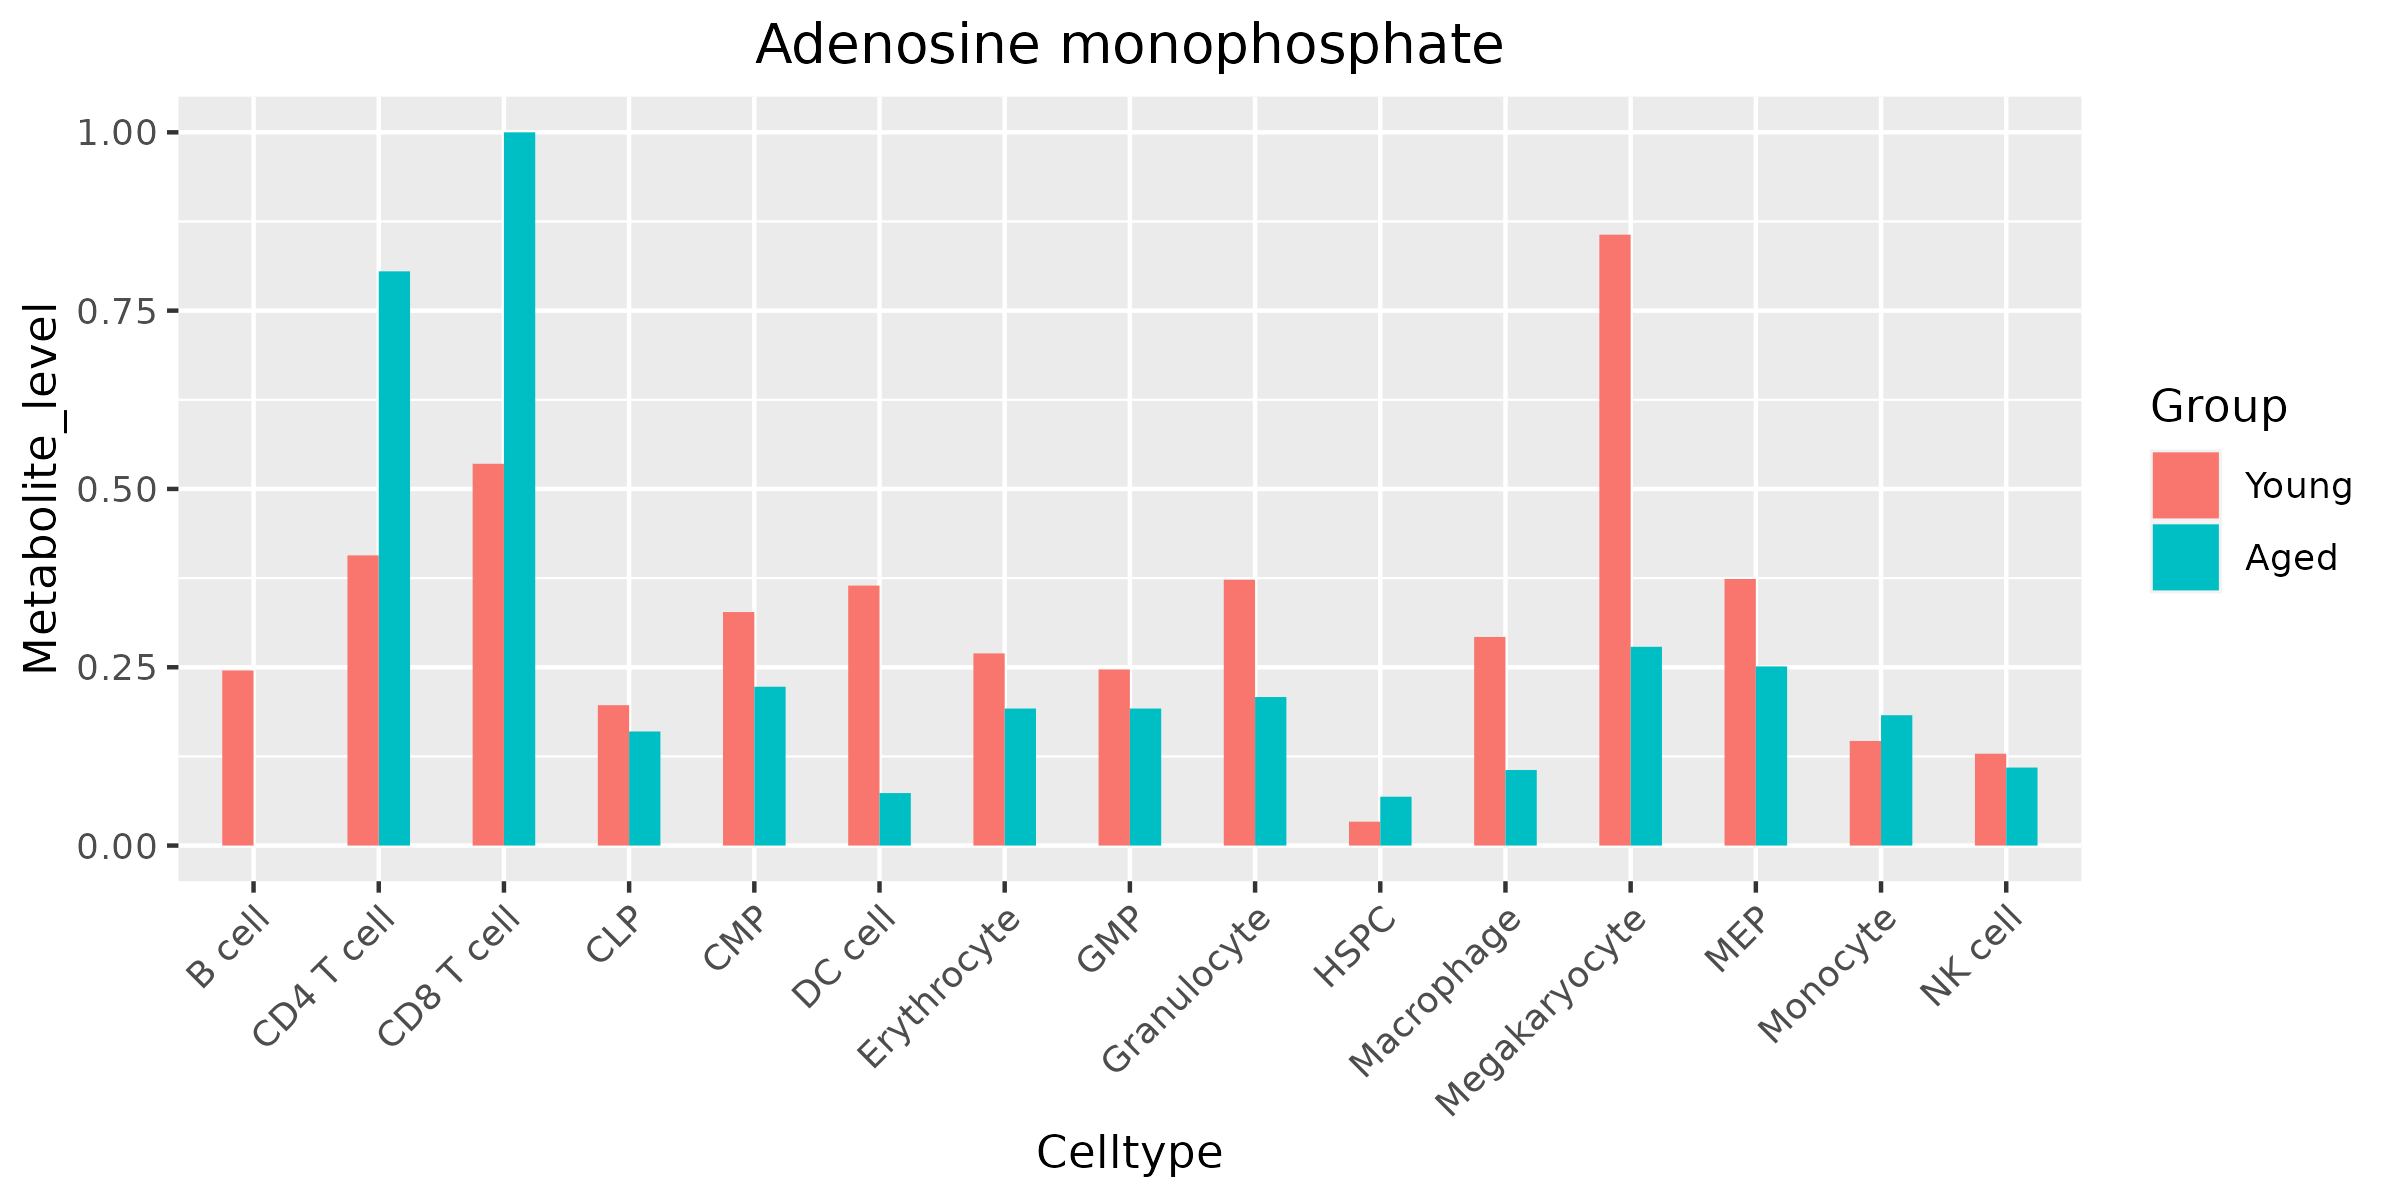 Adenosine monophosphate
Metabolite_level
1.00
0.75
0.50
0.25
0.00
B cell
CD4 T cell
CD8 T cell
CLP
CMP
DC cell
Erythrocyte
GMP
Granulocyte
HSPC
Macrophage
Megakaryocyte
MEP
Monocyte
NK cell
Celltype
Group
Young
Aged